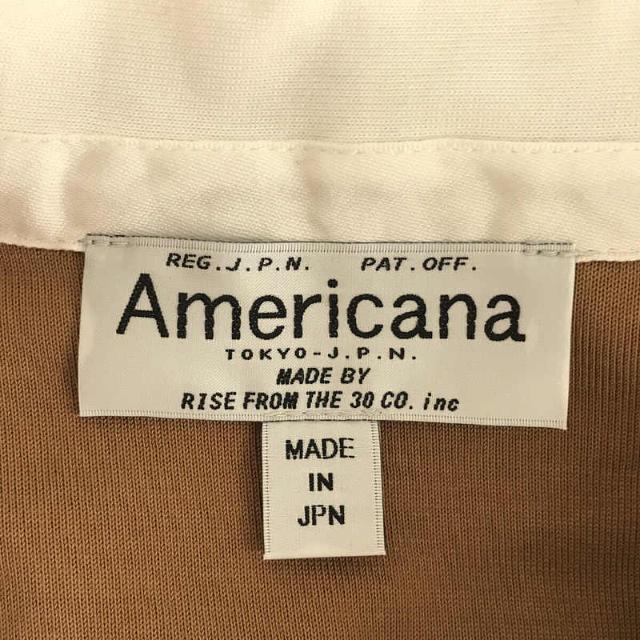 REG.J.P.N. PAT.OFF.
Americana
TOKYO-J.P.N.
MADE BY
RISE FROM THE 30 CO. inc
MADE
IN
JPN